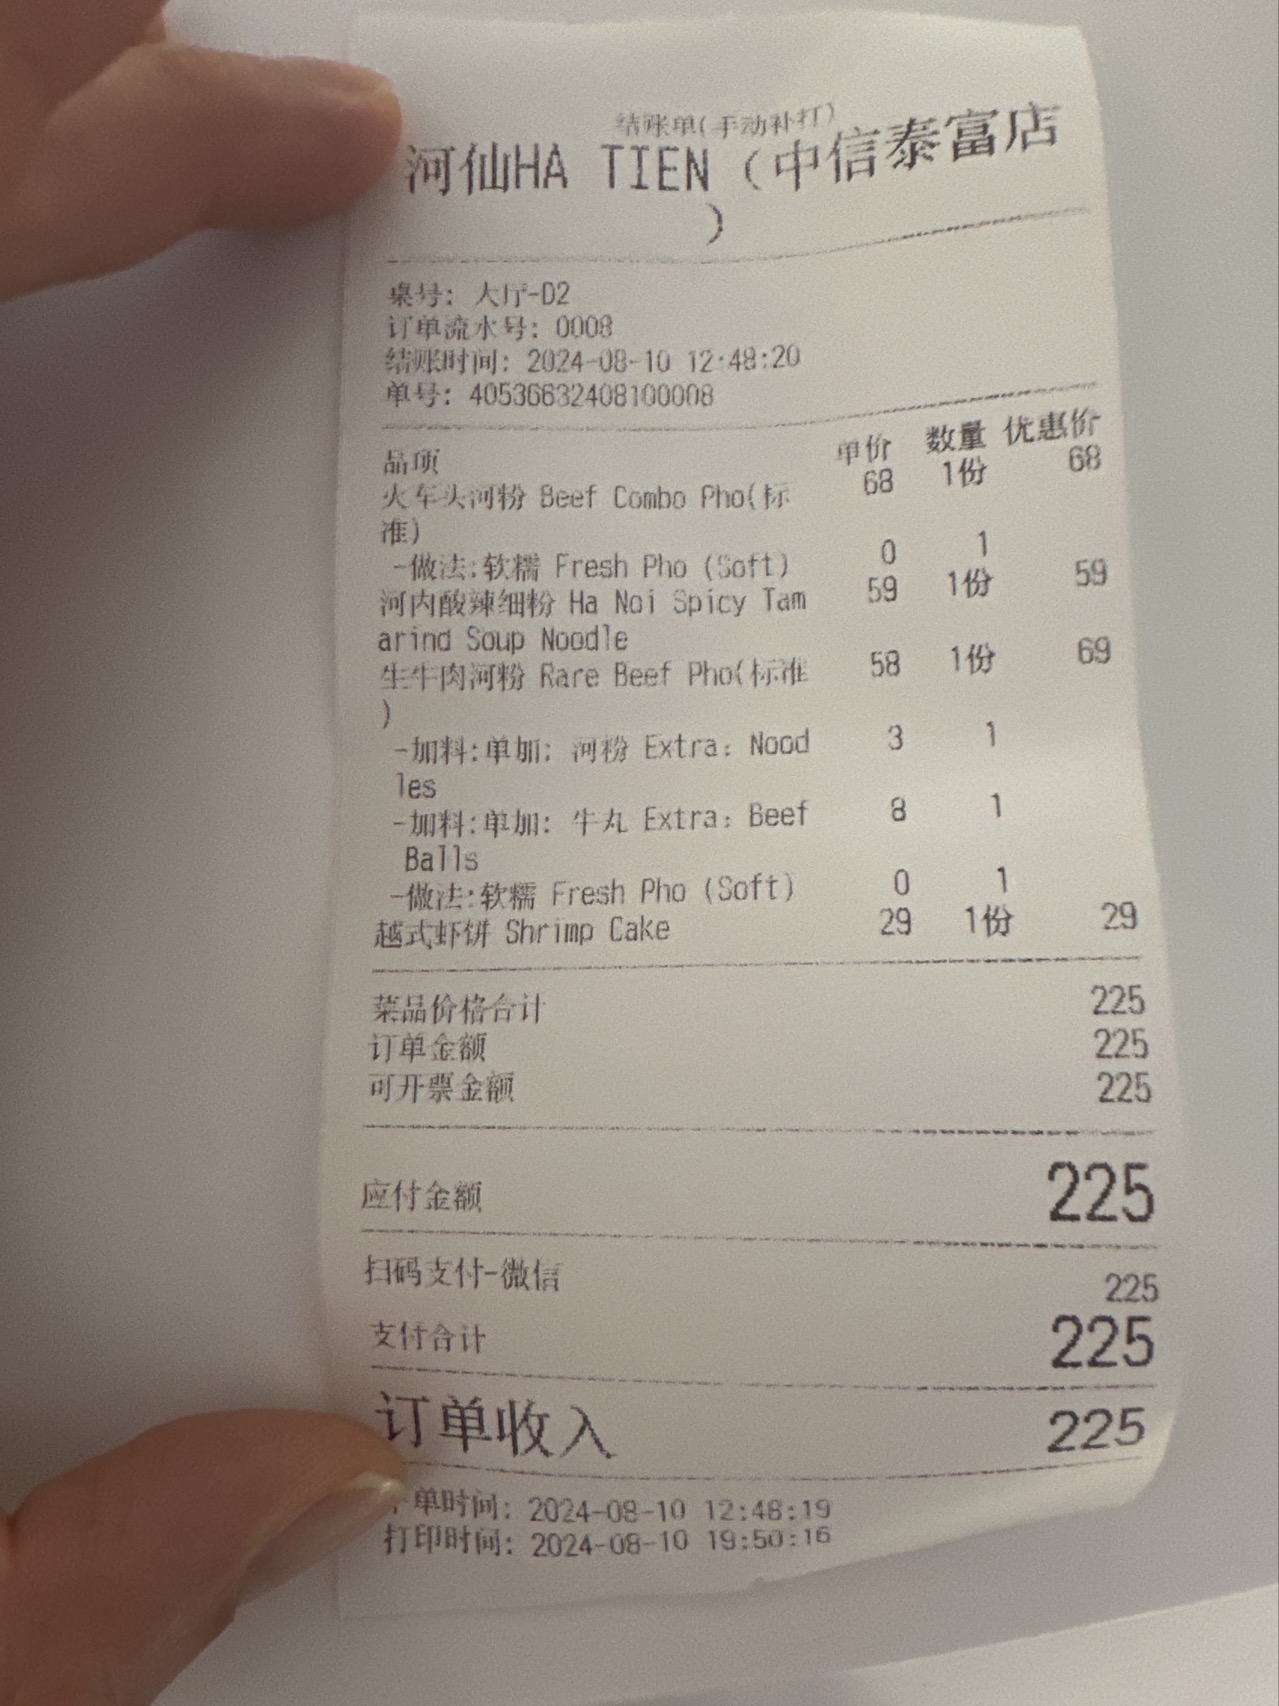 结账单(手动补打)
河仙HA TIEN (中信泰富店
)
桌号: 大厅-D2
订单流水号: 0008
结账时间: 2024-08-10 12:48:20
单号: 40536632408100008
品项 单价 数量 优惠价
火车头河粉 Beef Combo Pho(标 68 1份 68
准)
-做法:软糯 Fresh Pho (Soft) 0 1
河内酸辣细粉 Ha Noi Spicy Tam 59 1份 59
arind Soup Noodle
生牛肉河粉 Rare Beef Pho(标准 58 1份 69
)
-加料:单加: 河粉 Extra: Nood 3 1
les
-加料:单加: 牛丸 Extra: Beef 8 1
Balls
-做法:软糯 Fresh Pho (Soft) 0 1
越式虾饼 Shrimp Cake 29 1份 29
菜品价格合计 225
订单金额 225
可开票金额 225
应付金额 225
扫码支付-微信 225
支付合计 225
订单收入 225
单时间: 2024-08-10 12:48:19
打印时间: 2024-08-10 19:50:16